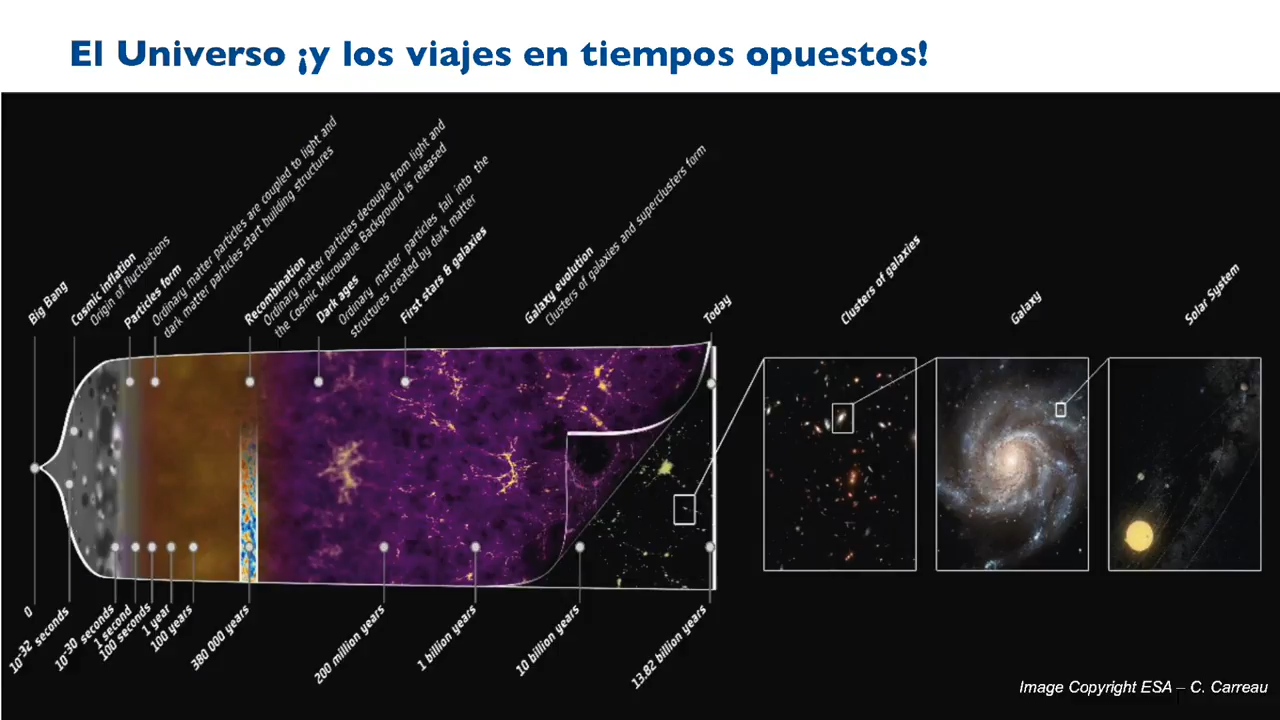 El Universo ¡y los viajes en tiempos opuestos!
Big Bang
Cosmic inflation
Origin of fluctuations
Particles form
Ordinary matter particles are coupled to light and
dark matter particles start building structures
Recombination
Ordinary matter particles decouple from light and
the Cosmic Microwave Background is released
Dark ages
Ordinary matter particles fall into the
structures created by dark matter
First stars & galaxies
Galaxy evolution
Clusters of galaxies and superclusters form
Today
Clusters of galaxies
Galaxy
Solar System
0
10-32 seconds
10-30 seconds
1 second
100 seconds
1 year
100 years
380 000 years
200 million years
1 billion years
10 billion years
13.82 billion years
Image Copyright ESA – C. Carreau